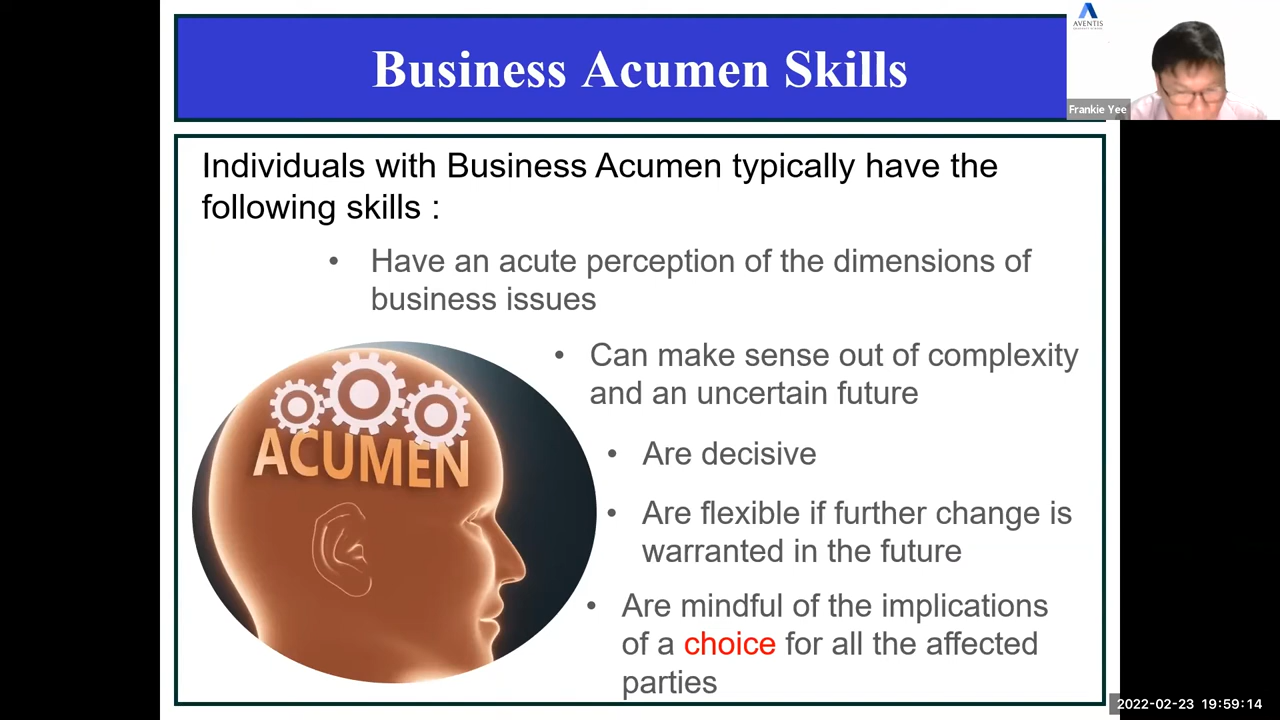 Business Acumen Skills
AVENTIS
Frankie Yee
Individuals with Business Acumen typically have the
following skills :
• Have an acute perception of the dimensions of
business issues
• Can make sense out of complexity
and an uncertain future
ACUMEN
• Are decisive
• Are flexible if further change is
warranted in the future
• Are mindful of the implications
of a choice for all the affected
parties
2022-02-23 19:59:14